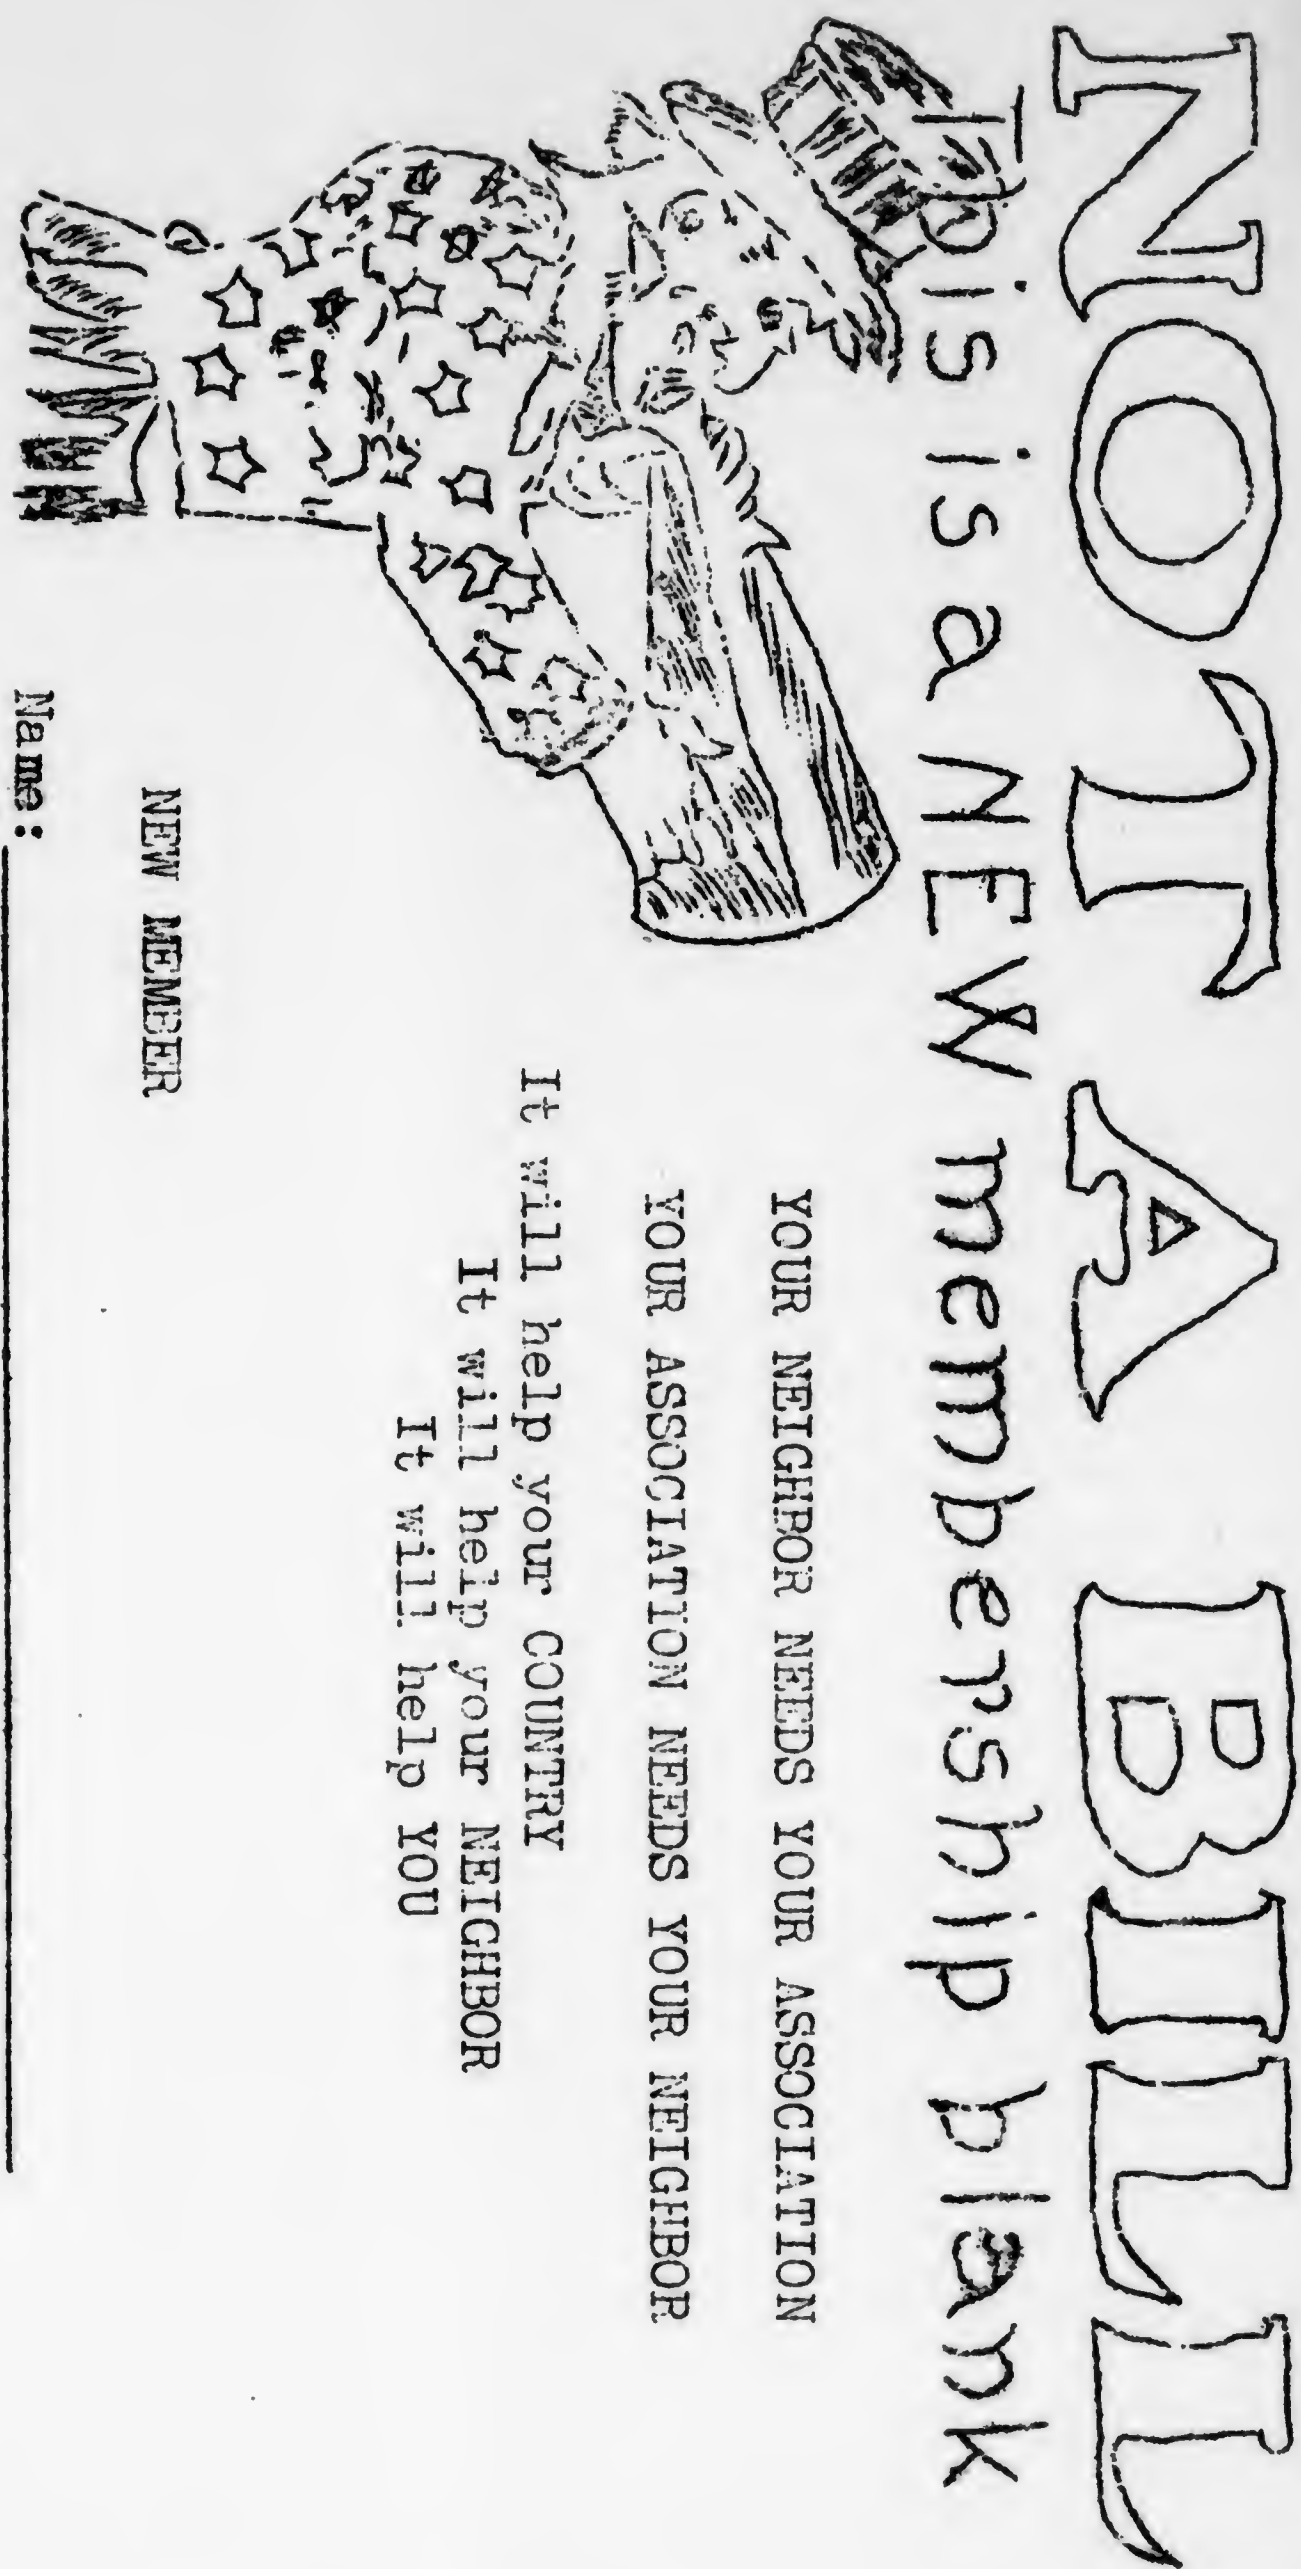 NOT A BILL
This is a NEW membership blank
YOUR NEIGHBOR NEEDS YOUR ASSOCIATION
YOUR ASSOCIATION NEEDS YOUR NEIGHBOR
It will help your COUNTRY
It will help your NEIGHBOR
It will help YOU
NEW MEMBER
Name: